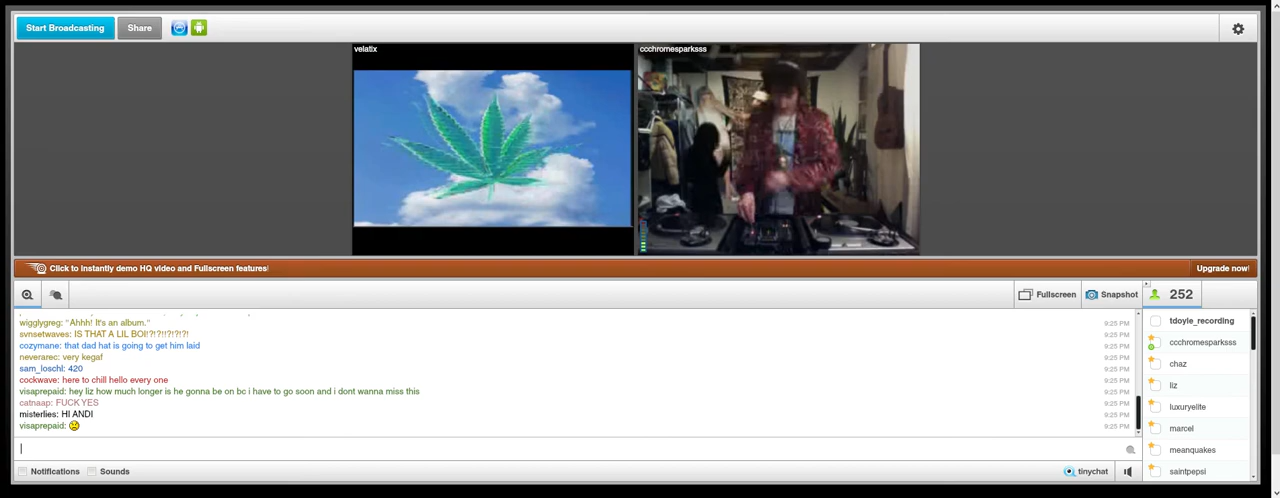 Start Broadcasting
Share
velatix
ccchromesparksss
Click to instantly demo HQ video and Fullscreen features!
Upgrade now!
Fullscreen
Snapshot
252
wigglygreg: "Ahhh! It's an album."
9:25 PM
svnsetwaves: IS THAT A LIL BOI!?!?!!?!?!?!
9:25 PM
cozymane: that dad hat is going to get him laid
9:25 PM
neverarec: very kegaf
9:25 PM
sam_loschl: 420
9:25 PM
cockwave: here to chill hello every one
9:25 PM
visaprepaid: hey liz how much longer is he gonna be on bc i have to go soon and i dont wanna miss this
9:25 PM
catnaap: FUCK YES
9:25 PM
misterlies: HI ANDI
9:25 PM
visaprepaid:
9:25 PM
tdoyle_recording
ccchromesparksss
chaz
liz
luxuryelite
marcel
meanquakes
saintpepsi
Notifications
Sounds
tinychat